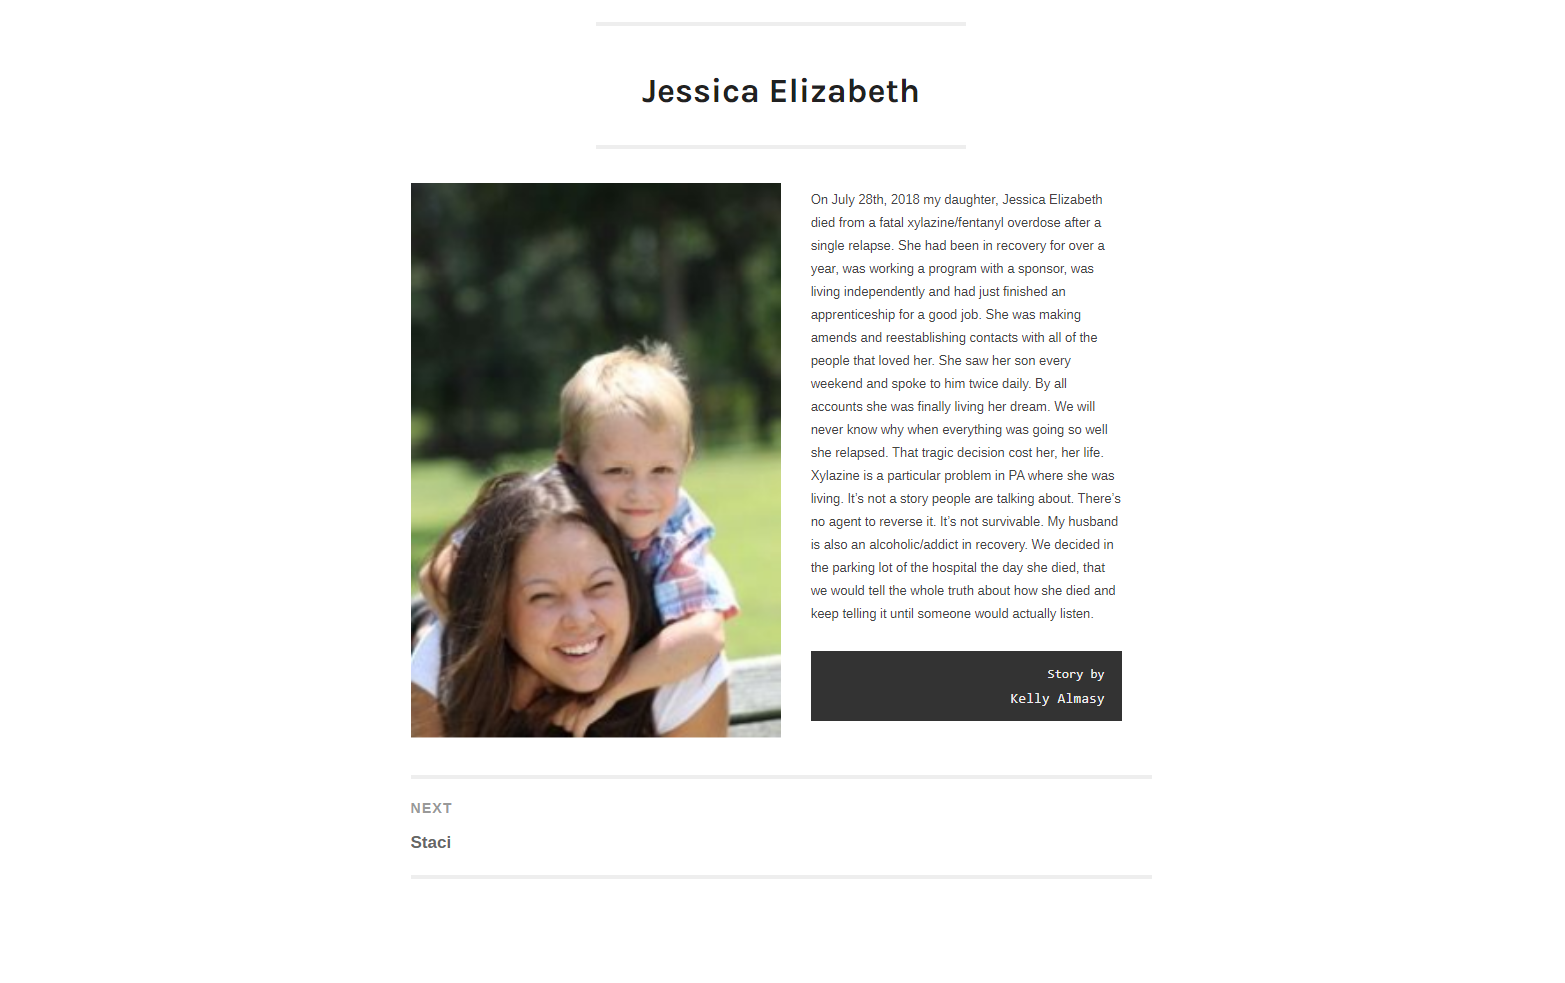 Jessica Elizabeth
On July 28th, 2018 my daughter, Jessica Elizabeth
died from a fatal xylazine/fentanyl overdose after a
single relapse. She had been in recovery for over a
year, was working a program with a sponsor, was
living independently and had just finished an
apprenticeship for a good job. She was making
amends and reestablishing contacts with all of the
people that loved her. She saw her son every
weekend and spoke to him twice daily. By all
accounts she was finally living her dream. We will
never know why when everything was going so well
she relapsed. That tragic decision cost her, her life.
Xylazine is a particular problem in PA where she was
living. It’s not a story people are talking about. There’s
no agent to reverse it. It’s not survivable. My husband
is also an alcoholic/addict in recovery. We decided in
the parking lot of the hospital the day she died, that
we would tell the whole truth about how she died and
keep telling it until someone would actually listen.
Story by
Kelly Almasy
NEXT
Staci